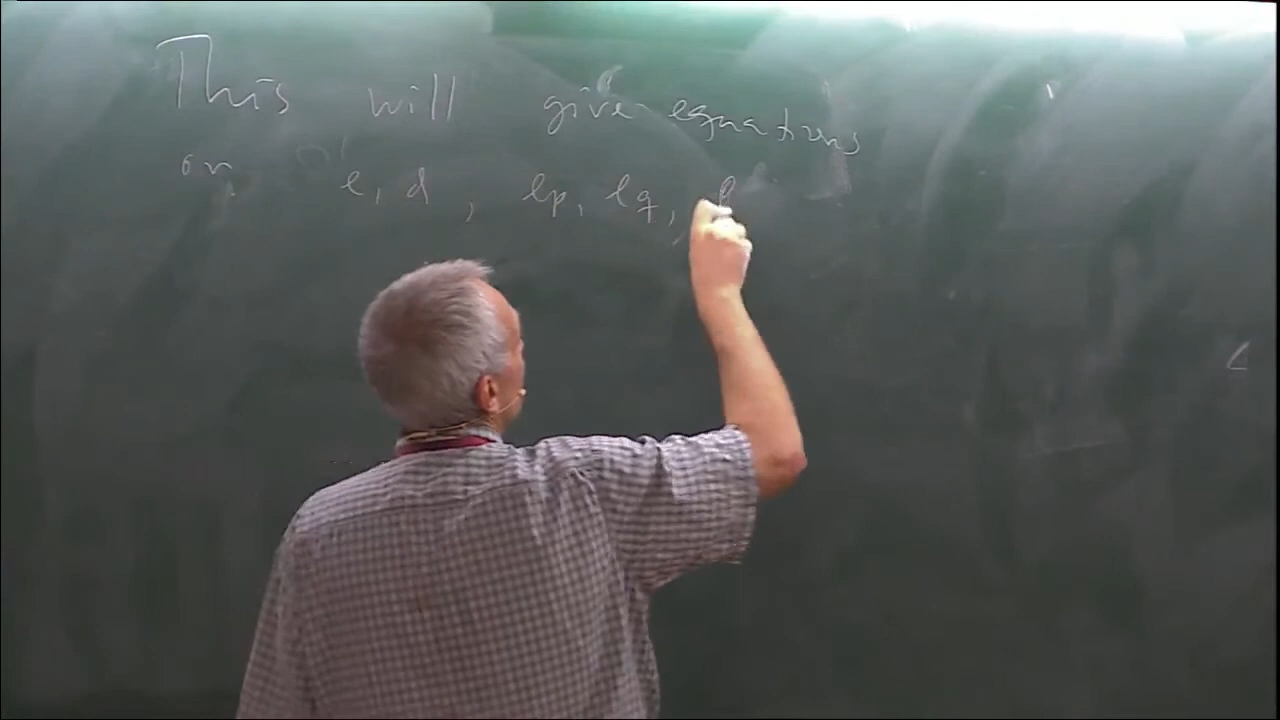 This will give equations
on e, d, lp, lq, l